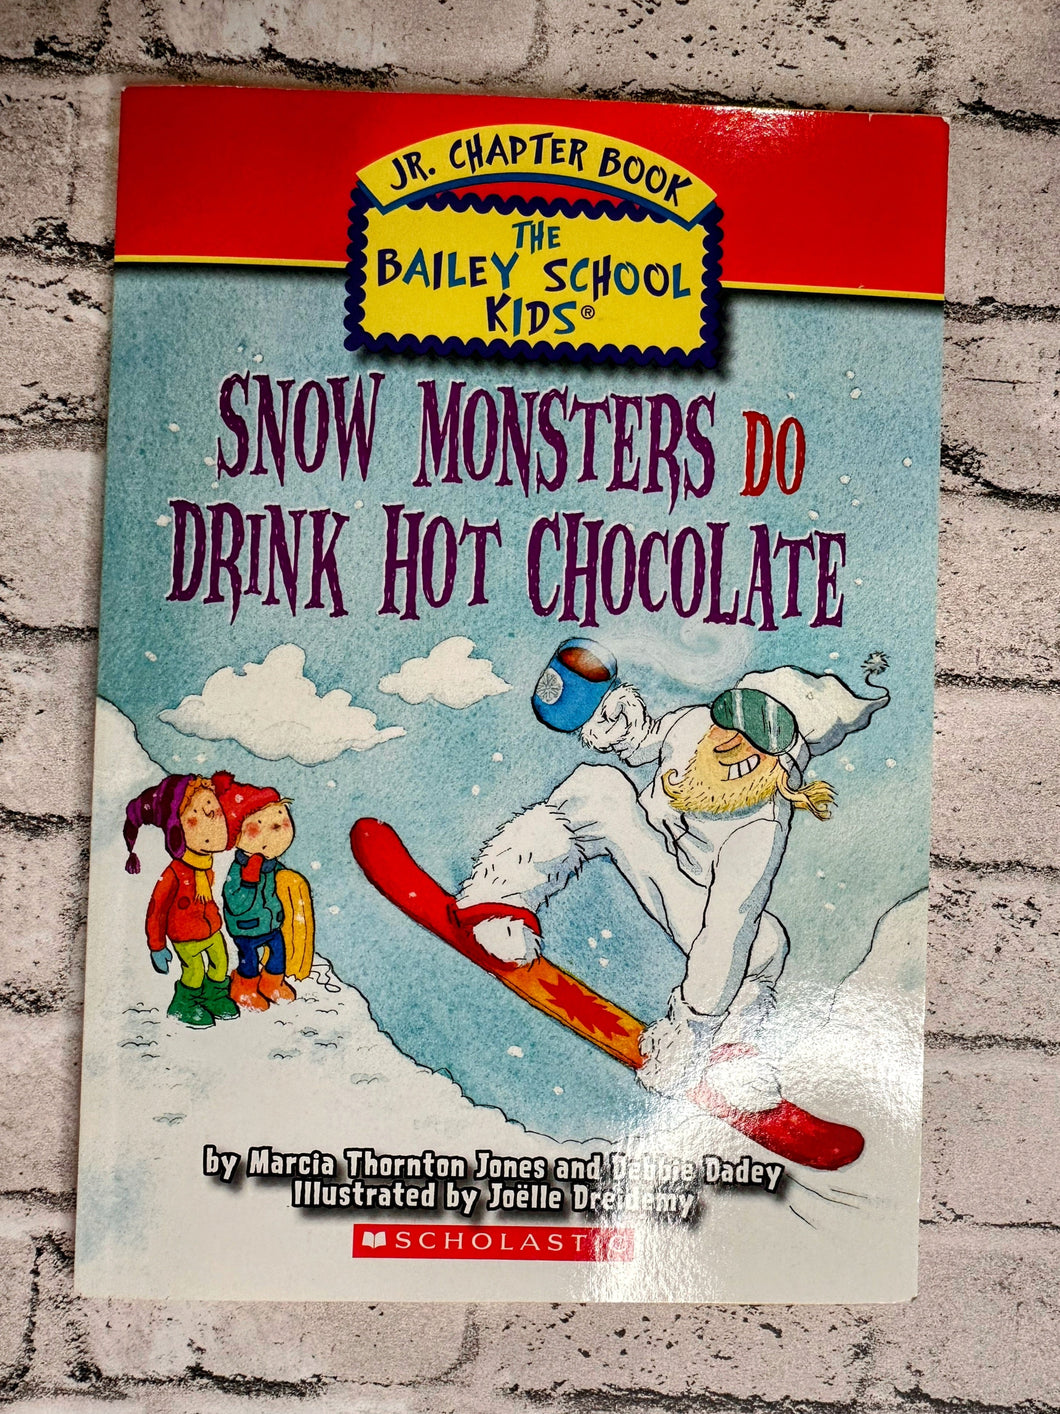 JR. CHAPTER BOOK
THE
BAILEY SCHOOL
KIDS®
SNOW MONSTERS DO
DRINK HOT CHOCOLATE
by Marcia Thornton Jones and Debbie Dadey
Illustrated by Joëlle Dreidemy
SCHOLASTIC